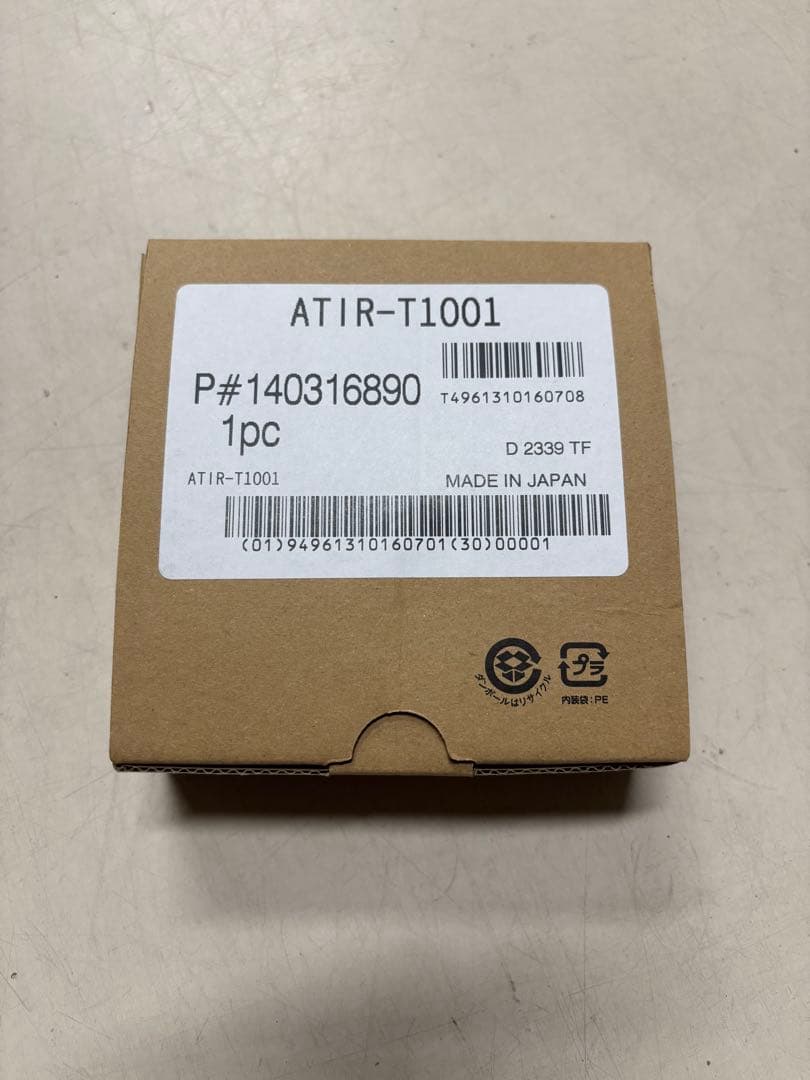 ATIR-T1001
P#140316890
T4961310160708
1pc
D 2339 TF
ATIR-T1001
MADE IN JAPAN
(01)94961310160701(30)00001
プラ
ダンボールはリサイクル
内装袋:PE